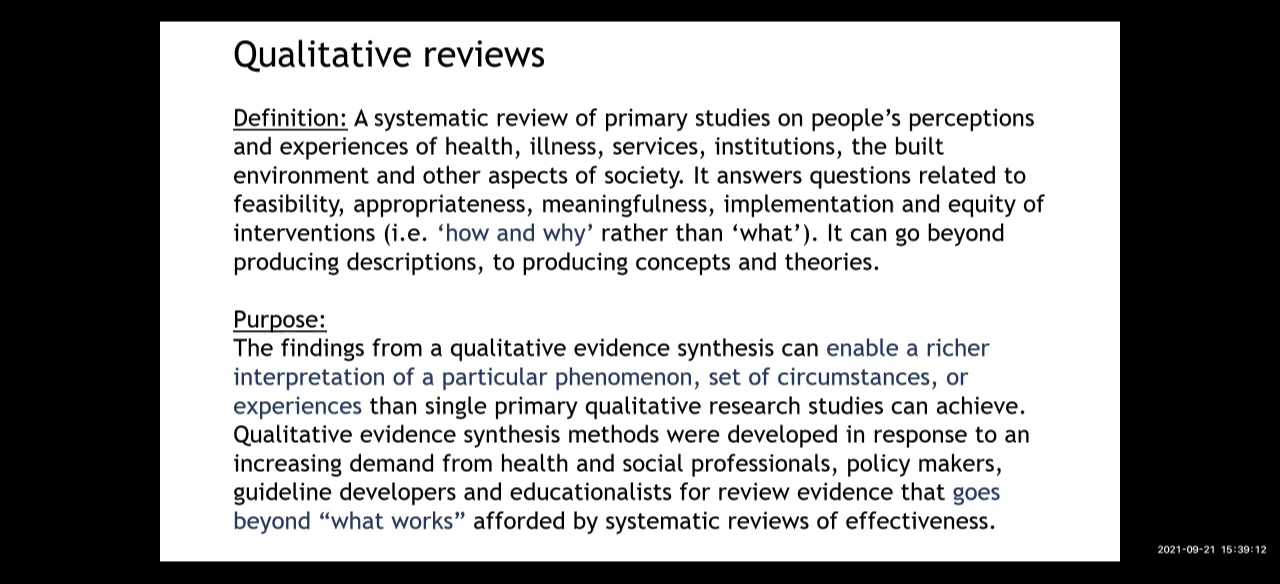 Qualitative reviews
Definition: A systematic review of primary studies on people’s perceptions
and experiences of health, illness, services, institutions, the built
environment and other aspects of society. It answers questions related to
feasibility, appropriateness, meaningfulness, implementation and equity of
interventions (i.e. ‘how and why’ rather than ‘what’). It can go beyond
producing descriptions, to producing concepts and theories.
Purpose:
The findings from a qualitative evidence synthesis can enable a richer
interpretation of a particular phenomenon, set of circumstances, or
experiences than single primary qualitative research studies can achieve.
Qualitative evidence synthesis methods were developed in response to an
increasing demand from health and social professionals, policy makers,
guideline developers and educationalists for review evidence that goes
beyond “what works” afforded by systematic reviews of effectiveness.
2021-09-21 15:39:12